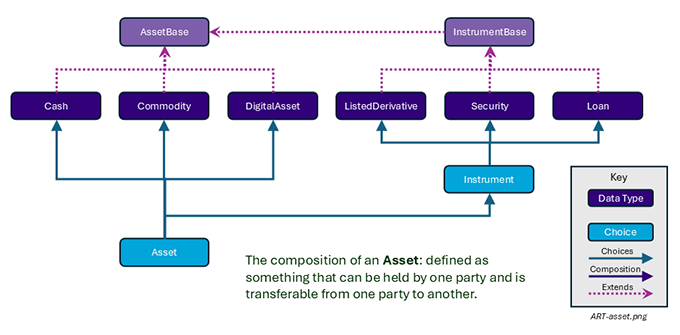 AssetBase
InstrumentBase
Cash
Commodity
DigitalAsset
ListedDerivative
Security
Loan
Instrument
Asset
The composition of an Asset: defined as
something that can be held by one party and is
transferable from one party to another.
Key
Data Type
Choice
Choices
Composition
Extends
ART-asset.png